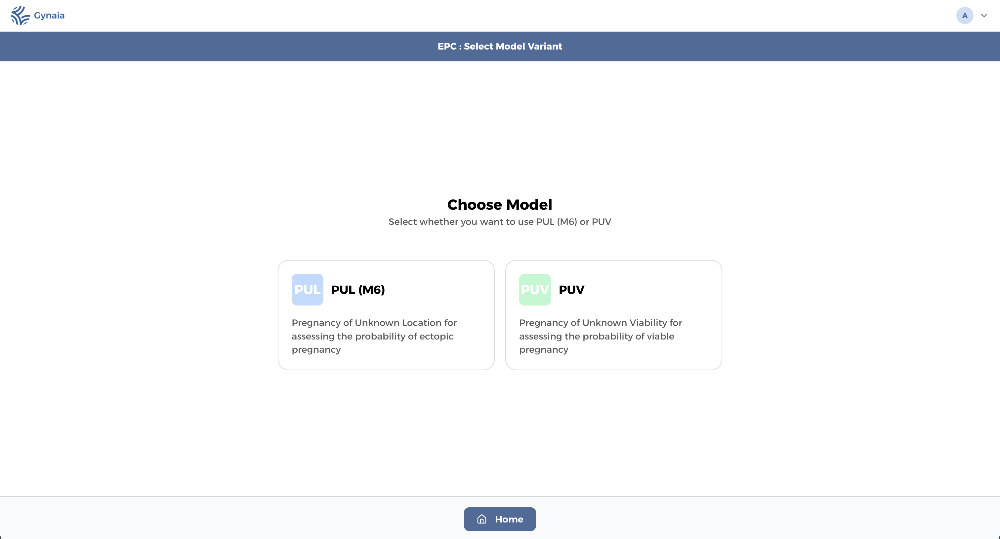 Gynaia
A
EPC : Select Model Variant
Choose Model
Select whether you want to use PUL (M6) or PUV
PUL
PUL (M6)
Pregnancy of Unknown Location for
assessing the probability of ectopic
pregnancy
PUV
PUV
Pregnancy of Unknown Viability for
assessing the probability of viable
pregnancy
Home